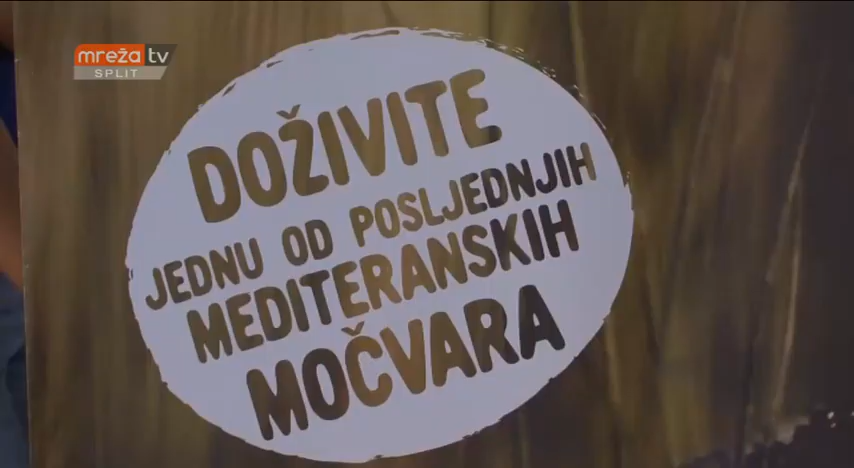 mreža tv
SPLIT
DOŽIVITE
JEDNU OD POSLJEDNJIH
MEDITERANSKIH
MOČVARA